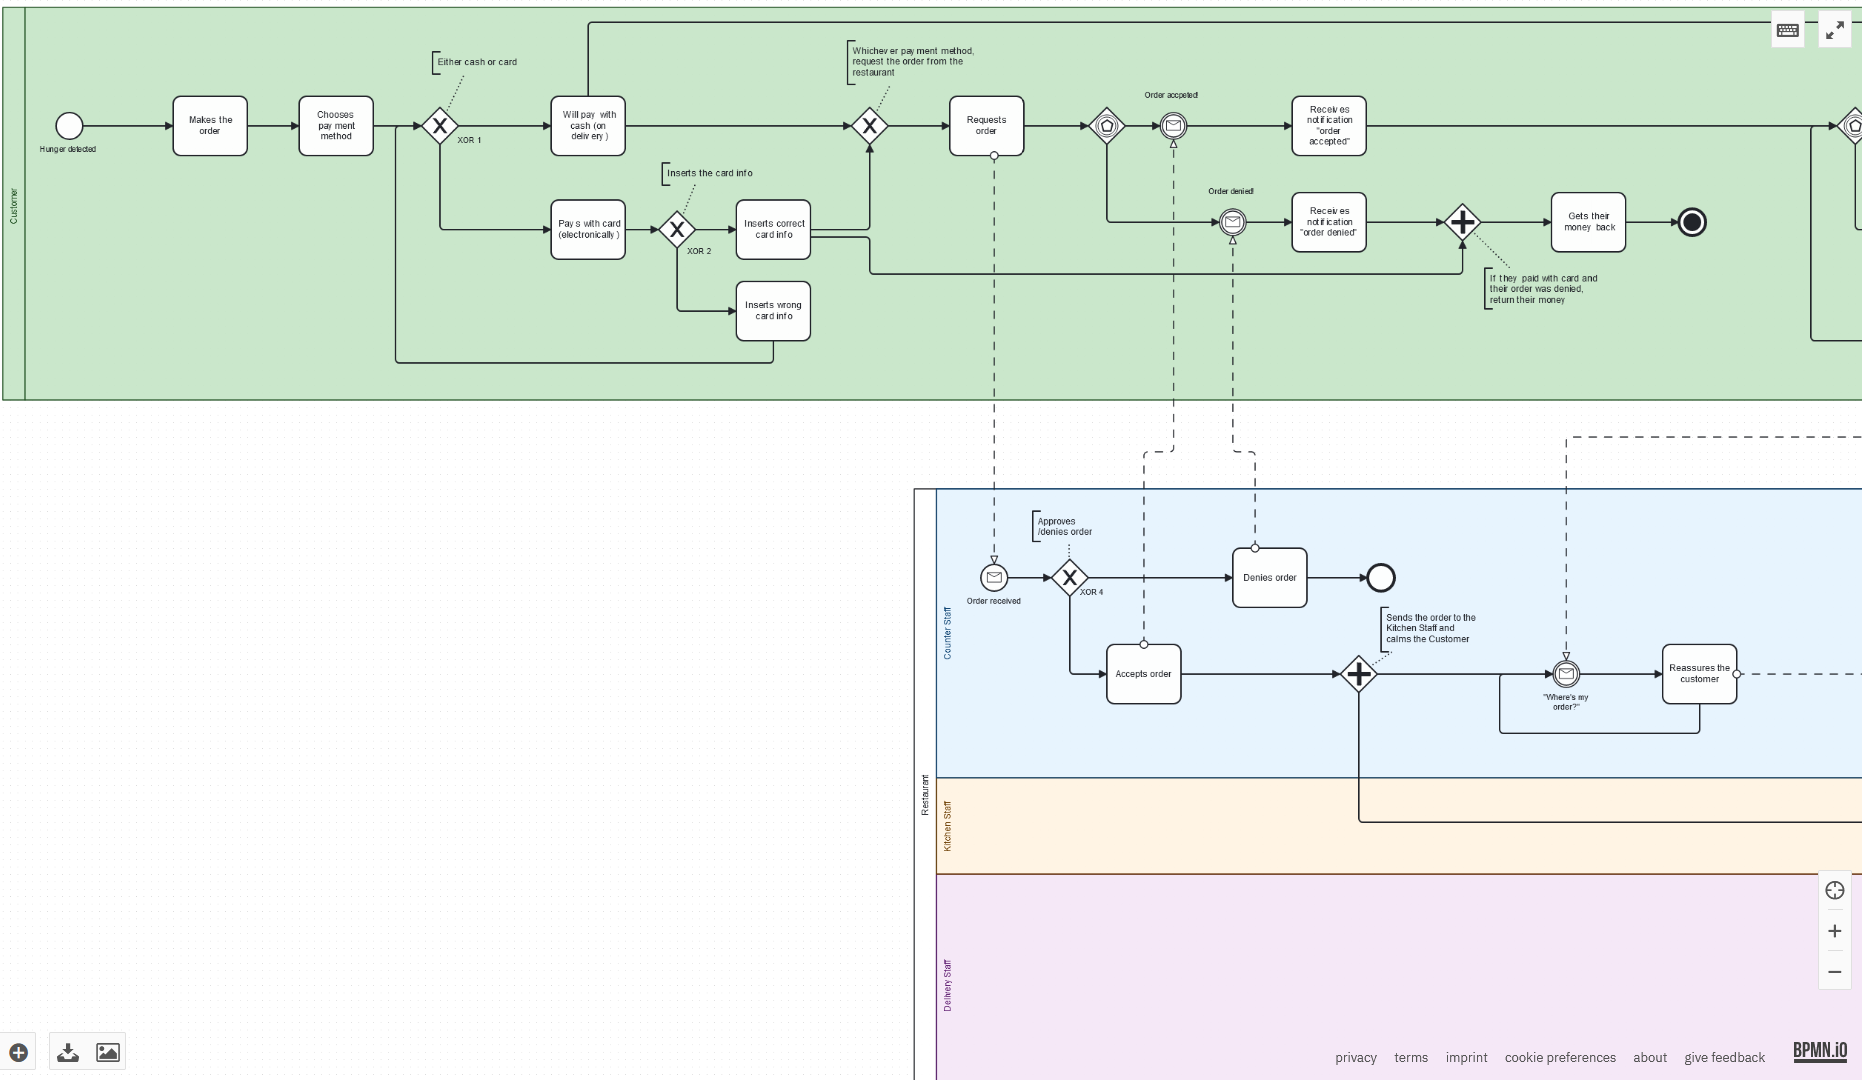 Customer
Hunger detected
Makes the
order
Chooses
payment
method
Either cash or card
XOR 1
Will pay with
cash (on
delivery)
Pays with card
(electronically)
Inserts the card info
XOR 2
Inserts correct
card info
Inserts wrong
card info
Whichever payment method,
request the order from the
restaurant
Requests
order
Order accpeted!
Receives
notification
"order
accepted"
Order denied!
Receives
notification
"order denied"
Gets their
money back
If they paid with card and
their order was denied,
return their money
Restaurant
Counter Staff
Order received
Approves
/denies order
XOR 4
Denies order
Accepts order
Sends the order to the
Kitchen Staff and
calms the Customer
"Where's my
order?"
Reassures the
customer
Kitchen Staff
Delivery Staff
privacy terms imprint cookie preferences about give feedback
BPMN.iO